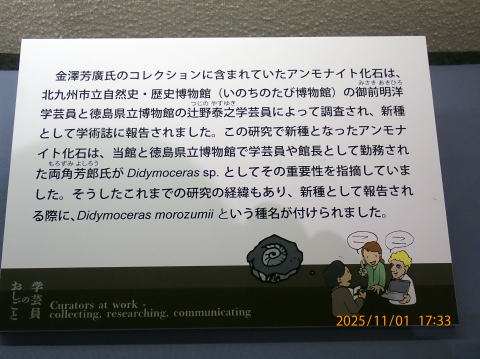 金澤芳廣氏のコレクションに含まれていたアンモナイト化石は、
北九州市立自然史・歴史博物館（いのちのたび博物館）の御前明洋
みさき あきひろ
学芸員と徳島県立博物館の辻野泰之学芸員によって調査され、新種
つじの やすゆき
として学術誌に報告されました。この研究で新種となったアンモナ
イト化石は、当館と徳島県立博物館で学芸員や館長として勤務され
た両角芳郎氏が Didymoceras sp. としてその重要性を指摘していま
もろずみ よしろう
した。そうしたこれまでの研究の経緯もあり、新種として報告され
る際に、Didymoceras morozumii という種名が付けられました。
学芸員
の
おしごと
Curators at work -
collecting, researching, communicating
2025/11/01 17:33